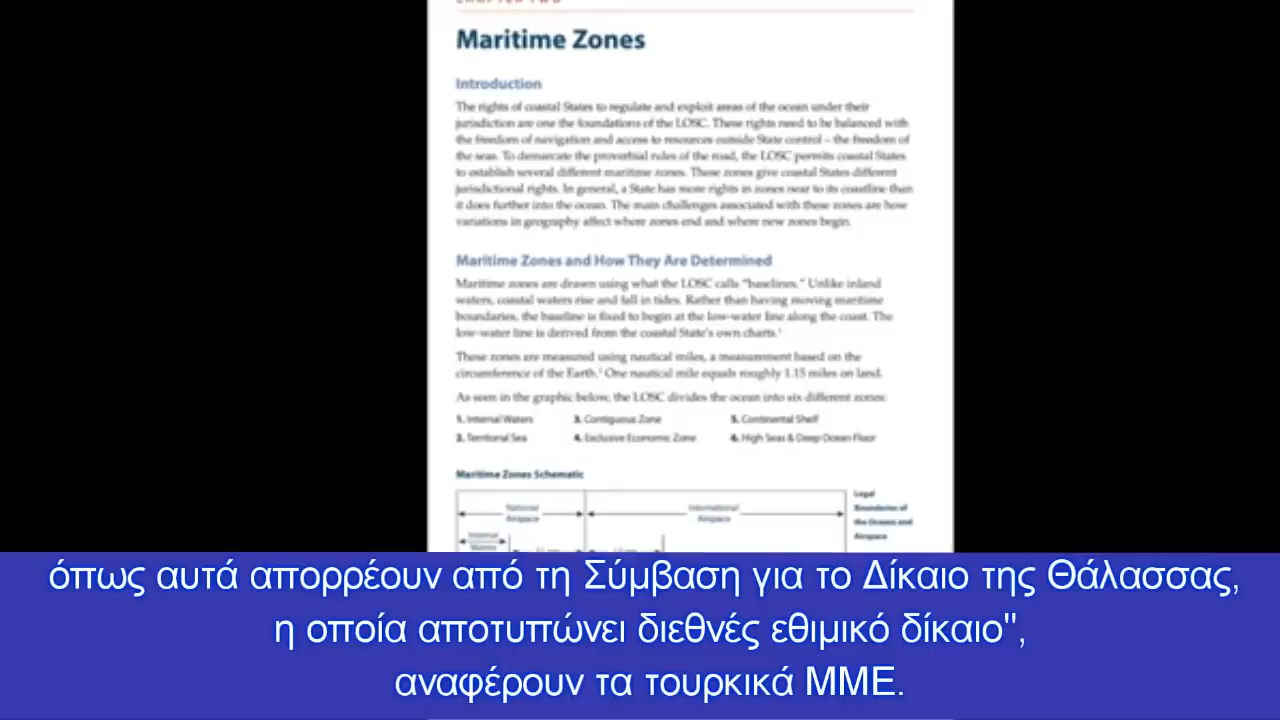 CHAPTER TWO
Maritime Zones
Introduction
The rights of coastal States to regulate and exploit areas of the ocean under their
jurisdiction are one the foundations of the LOSC. These rights need to be balanced with
the freedom of navigation and access to resources outside State control – the freedom of
the seas. To demarcate the proverbial rules of the road, the LOSC permits coastal States
to establish several different maritime zones. These zones give coastal States different
jurisdictional rights. In general, a State has more rights in zones near to its coastline than
it does further into the ocean. The main challenges associated with these zones are how
variations in geography affect where zones end and where new zones begin.
Maritime Zones and How They Are Determined
Maritime zones are drawn using what the LOSC calls "baselines." Unlike inland
waters, coastal waters rise and fall in tides. Rather than having moving maritime
boundaries, the baseline is fixed to begin at the low-water line along the coast. The
low-water line is derived from the coastal State's own charts.¹
These zones are measured using nautical miles, a measurement based on the
circumference of the Earth.² One nautical mile equals roughly 1.15 miles on land.
As seen in the graphic below, the LOSC divides the ocean into six different zones:
1. Internal Waters 3. Contiguous Zone 5. Continental Shelf
2. Territorial Sea 4. Exclusive Economic Zone 6. High Seas & Deep Ocean Floor
Maritime Zones Schematic
National
Airspace
International
Airspace
Legal
Boundaries of
the Oceans and
Airspace
Internal
Waters
όπως αυτά απορρέουν από τη Σύμβαση για το Δίκαιο της Θάλασσας,
η οποία αποτυπώνει διεθνές εθιμικό δίκαιο",
αναφέρουν τα τουρκικά ΜΜΕ.